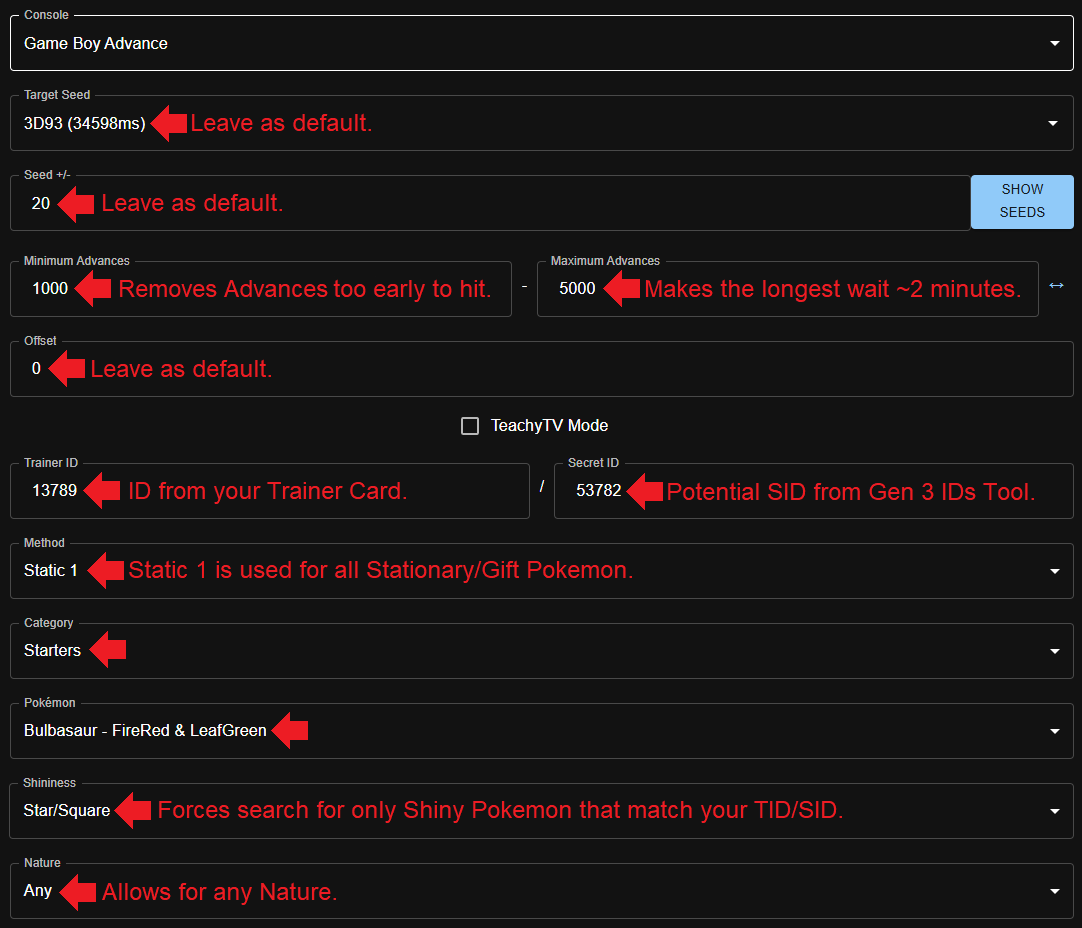 Console
Game Boy Advance
Target Seed
3D93 (34598ms) Leave as default.
Seed +/-
20 Leave as default.
SHOW
SEEDS
Minimum Advances
1000 Removes Advances too early to hit.
-
Maximum Advances
5000 Makes the longest wait ~2 minutes.
Offset
0 Leave as default.
TeachyTV Mode
Trainer ID
13789 ID from your Trainer Card.
/
Secret ID
53782 Potential SID from Gen 3 IDs Tool.
Method
Static 1 Static 1 is used for all Stationary/Gift Pokemon.
Category
Starters
Pokémon
Bulbasaur - FireRed & LeafGreen
Shininess
Star/Square Forces search for only Shiny Pokemon that match your TID/SID.
Nature
Any Allows for any Nature.